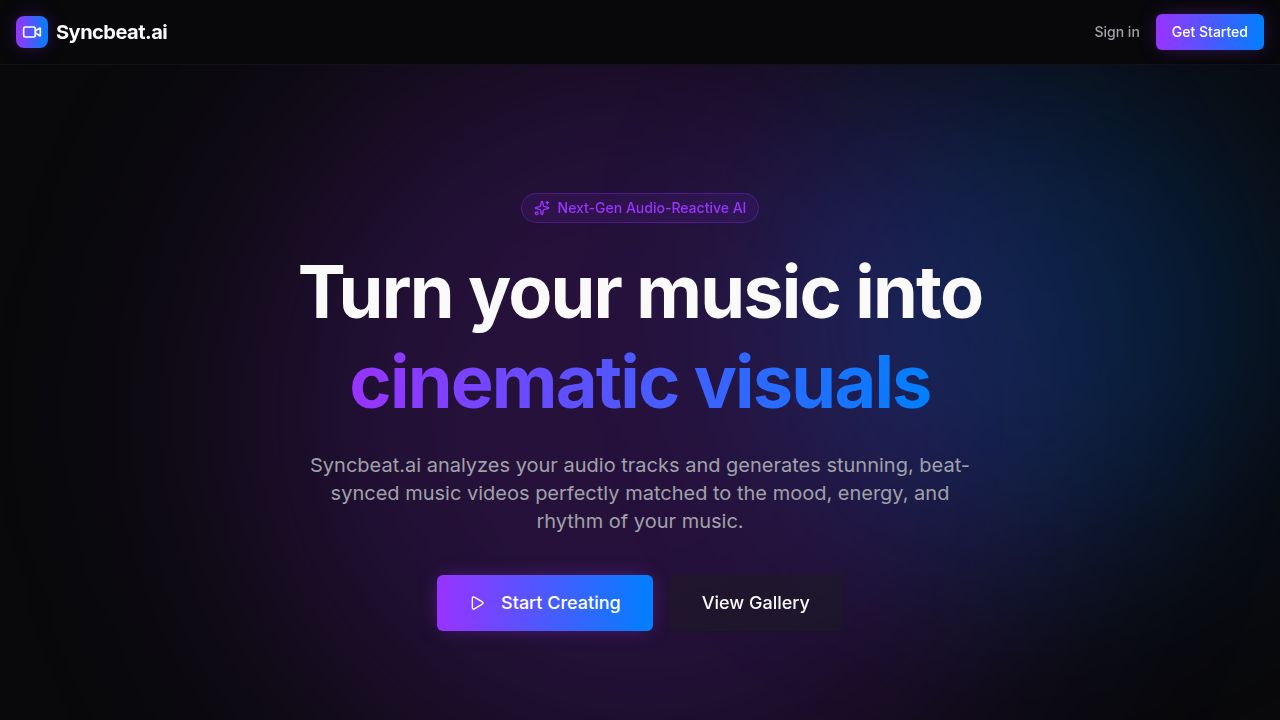 Syncbeat.ai
Sign in
Get Started
Next-Gen Audio-Reactive AI
Turn your music into
cinematic visuals
Syncbeat.ai analyzes your audio tracks and generates stunning, beat-
synced music videos perfectly matched to the mood, energy, and
rhythm of your music.
Start Creating
View Gallery